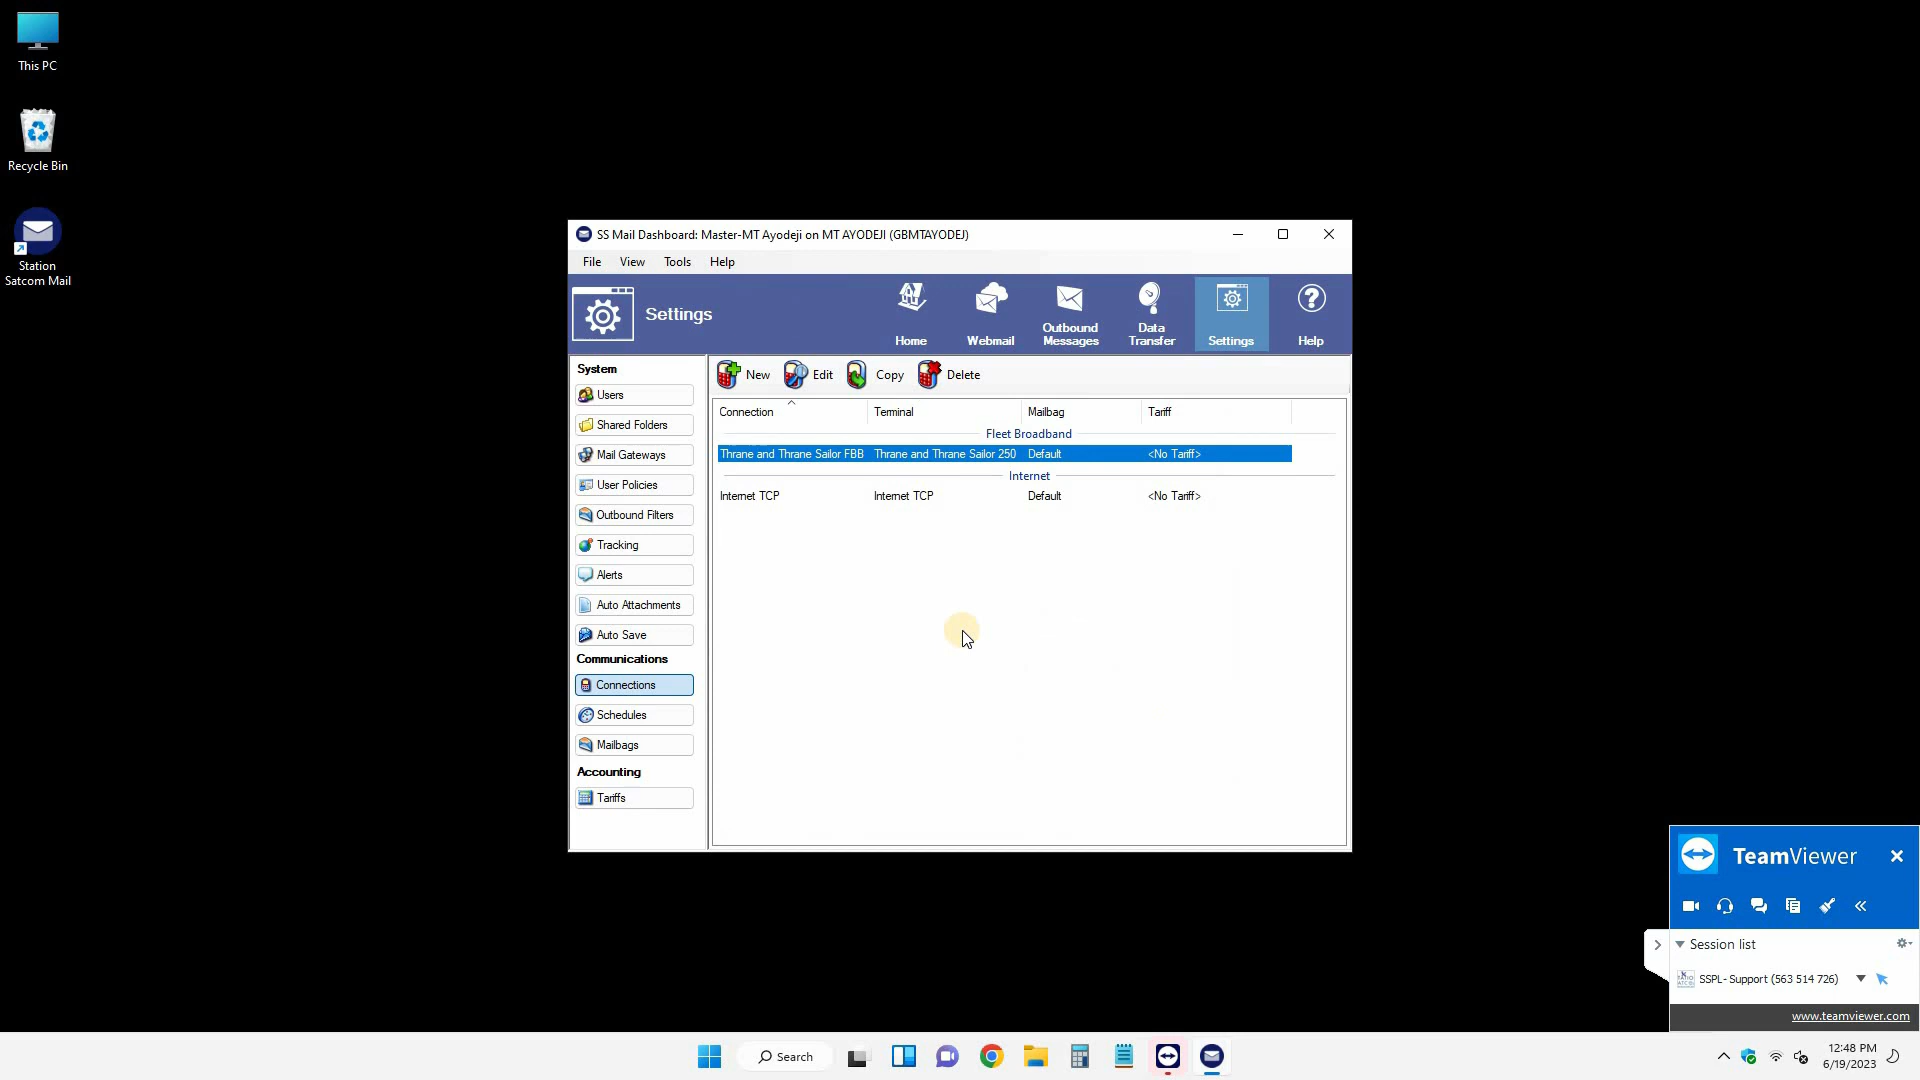 This PC
Recycle Bin
Station
Satcom Mail
SS Mail Dashboard: Master-MT Ayodeji on MT AYODEJI (GBMTAYODEJ)
File View Tools Help
Settings
Home
Webmail
Outbound
Messages
Data
Transfer
Settings
Help
System
Users
Shared Folders
Mail Gateways
User Policies
Outbound Filters
Tracking
Alerts
Auto Attachments
Auto Save
Communications
Connections
Schedules
Mailbags
Accounting
Tariffs
New Edit Copy Delete
Connection Terminal Mailbag Tariff
Fleet Broadband
Thrane and Thrane Sailor FBB Thrane and Thrane Sailor 250 Default <No Tariff>
Internet
Internet TCP Internet TCP Default <No Tariff>
TeamViewer
Session list
SSPL- Support (563 514 726)
www.teamviewer.com
Search
12:48 PM
6/19/2023